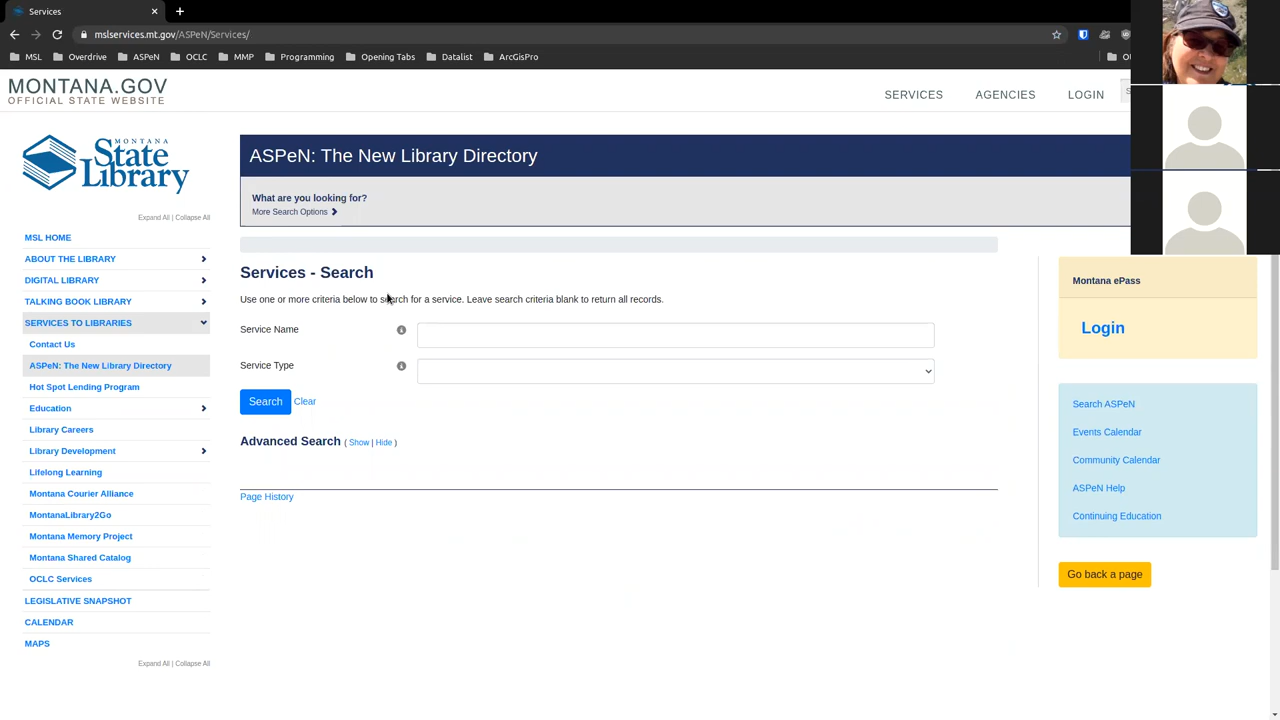 Services
mslservices.mt.gov/ASPeN/Services/
MSL Overdrive ASPeN OCLC MMP Programming Opening Tabs Datalist ArcGisPro
MONTANA.GOV
OFFICIAL STATE WEBSITE
SERVICES AGENCIES LOGIN
MONTANA
State
Library
Expand All | Collapse All
MSL HOME
ABOUT THE LIBRARY
DIGITAL LIBRARY
TALKING BOOK LIBRARY
SERVICES TO LIBRARIES
Contact Us
ASPeN: The New Library Directory
Hot Spot Lending Program
Education
Library Careers
Library Development
Lifelong Learning
Montana Courier Alliance
MontanaLibrary2Go
Montana Memory Project
Montana Shared Catalog
OCLC Services
LEGISLATIVE SNAPSHOT
CALENDAR
MAPS
Expand All | Collapse All
ASPeN: The New Library Directory
What are you looking for?
More Search Options
Services - Search
Use one or more criteria below to search for a service. Leave search criteria blank to return all records.
Service Name
Service Type
Search Clear
Advanced Search ( Show | Hide )
Page History
Montana ePass
Login
Search ASPeN
Events Calendar
Community Calendar
ASPeN Help
Continuing Education
Go back a page